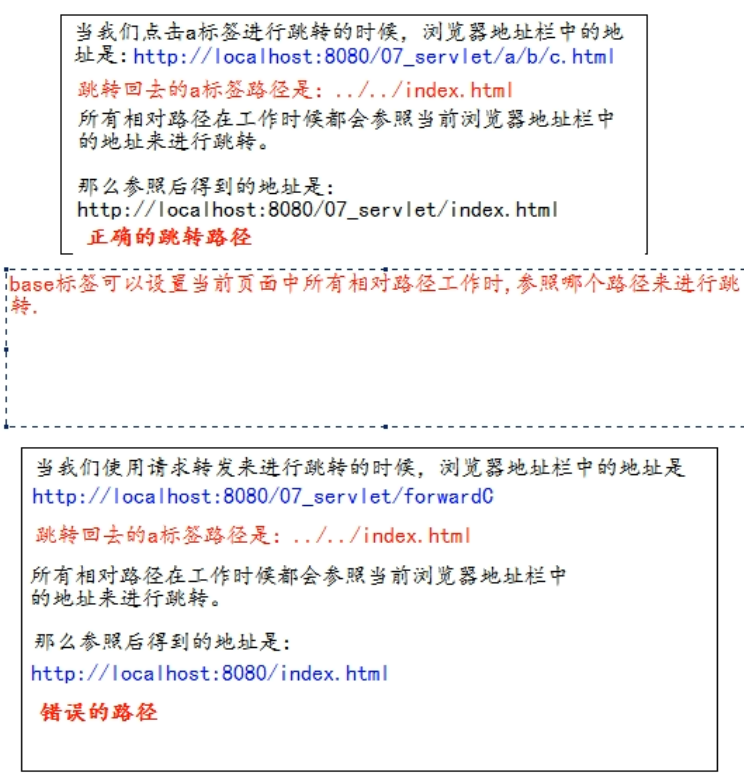 当我们点击a标签进行跳转的时候，浏览器地址栏中的地
址是:http://localhost:8080/07_servlet/a/b/c.html
跳转回去的a标签路径是: ../../index.html
所有相对路径在工作时候都会参照当前浏览器地址栏中
的地址来进行跳转。
那么参照后得到的地址是:
http://localhost:8080/07_servlet/index.html
正确的跳转路径
base标签可以设置当前页面中所有相对路径工作时,参照哪个路径来进行跳
转.
当我们使用请求转发来进行跳转的时候，浏览器地址栏中的地址是
http://localhost:8080/07_servlet/forwardC
跳转回去的a标签路径是: ../../index.html
所有相对路径在工作时候都会参照当前浏览器地址栏中
的地址来进行跳转。
那么参照后得到的地址是:
http://localhost:8080/index.html
错误的路径